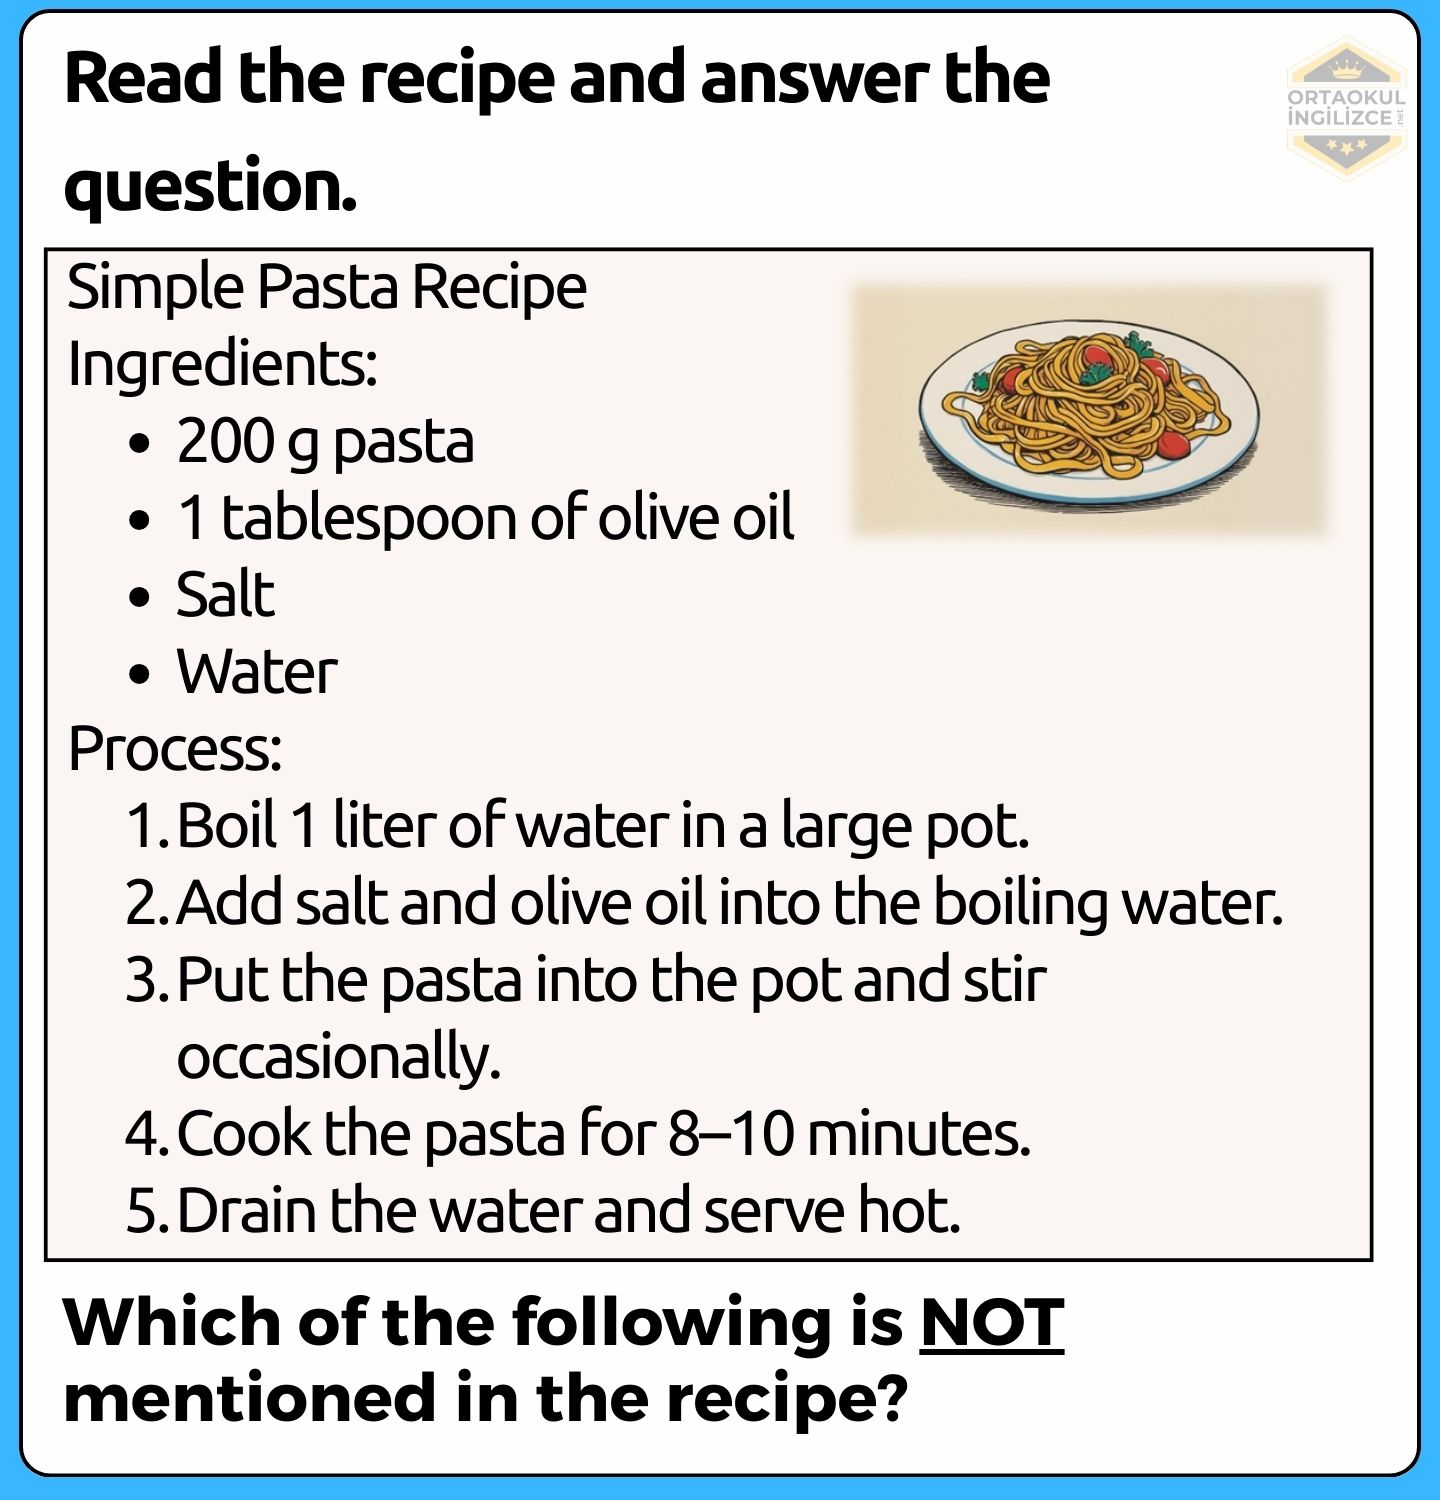 Read the recipe and answer the
question.
ORTAOKUL
İNGİLİZCE
.net
Simple Pasta Recipe
Ingredients:
• 200 g pasta
• 1 tablespoon of olive oil
• Salt
• Water
Process:
1. Boil 1 liter of water in a large pot.
2. Add salt and olive oil into the boiling water.
3. Put the pasta into the pot and stir
occasionally.
4. Cook the pasta for 8–10 minutes.
5. Drain the water and serve hot.
Which of the following is NOT
mentioned in the recipe?